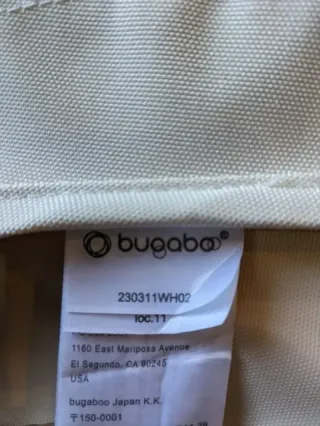 bugaboo®
230311WH02
loc.11
1160 East Mariposa Avenue
El Segundo, CA 90245
USA
bugaboo Japan K.K.
〒150-0001